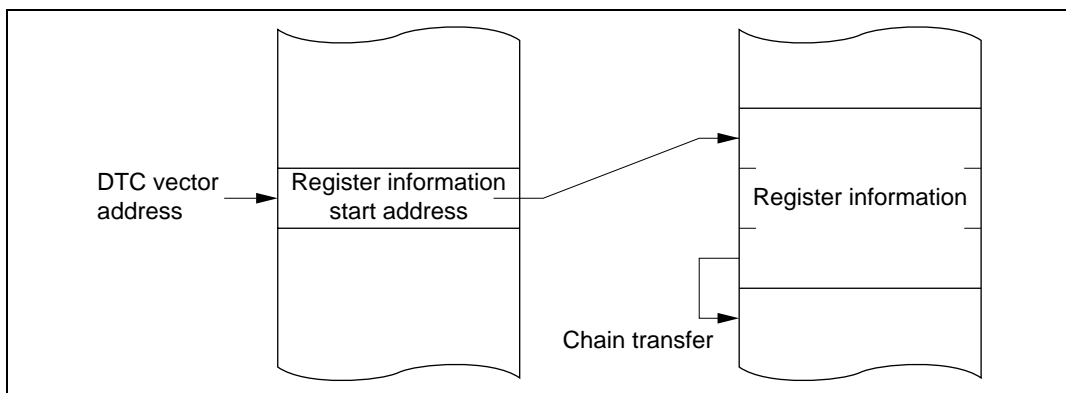 DTC vector
address
Register information
start address
Register information
Chain transfer